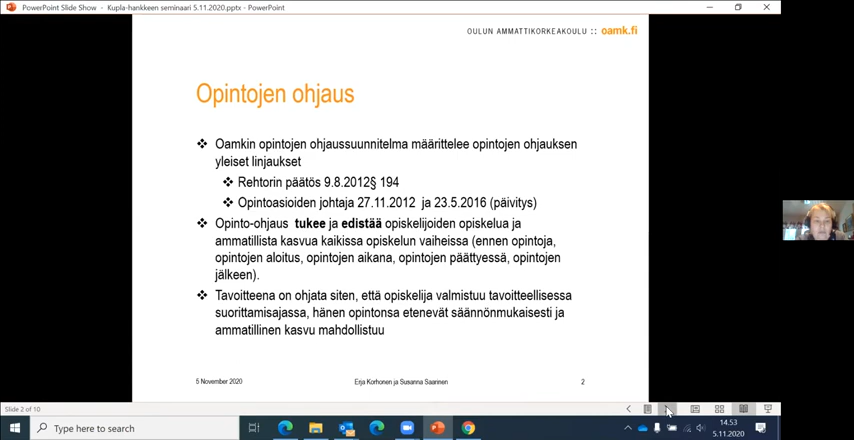 PowerPoint Slide Show - Kupla-hankkeen seminaari 5.11.2020.pptx - PowerPoint
OULUN AMMATTIKORKEAKOULU :: oamk.fi
Opintojen ohjaus
❖ Oamkin opintojen ohjaussuunnitelma määrittelee opintojen ohjauksen
yleiset linjaukset
❖ Rehtorin päätös 9.8.2012§ 194
❖ Opintoasioiden johtaja 27.11.2012 ja 23.5.2016 (päivitys)
❖ Opinto-ohjaus tukee ja edistää opiskelijoiden opiskelua ja
ammatillista kasvua kaikissa opiskelun vaiheissa (ennen opintoja,
opintojen aloitus, opintojen aikana, opintojen päättyessä, opintojen
jälkeen).
❖ Tavoitteena on ohjata siten, että opiskelija valmistuu tavoitteellisessa
suorittamisajassa, hänen opintonsa etenevät säännönmukaisesti ja
ammatillinen kasvu mahdollistuu
5 November 2020 Erja Korhonen ja Susanna Saarinen 2
Slide 2 of 10
Type here to search
14.53
5.11.2020